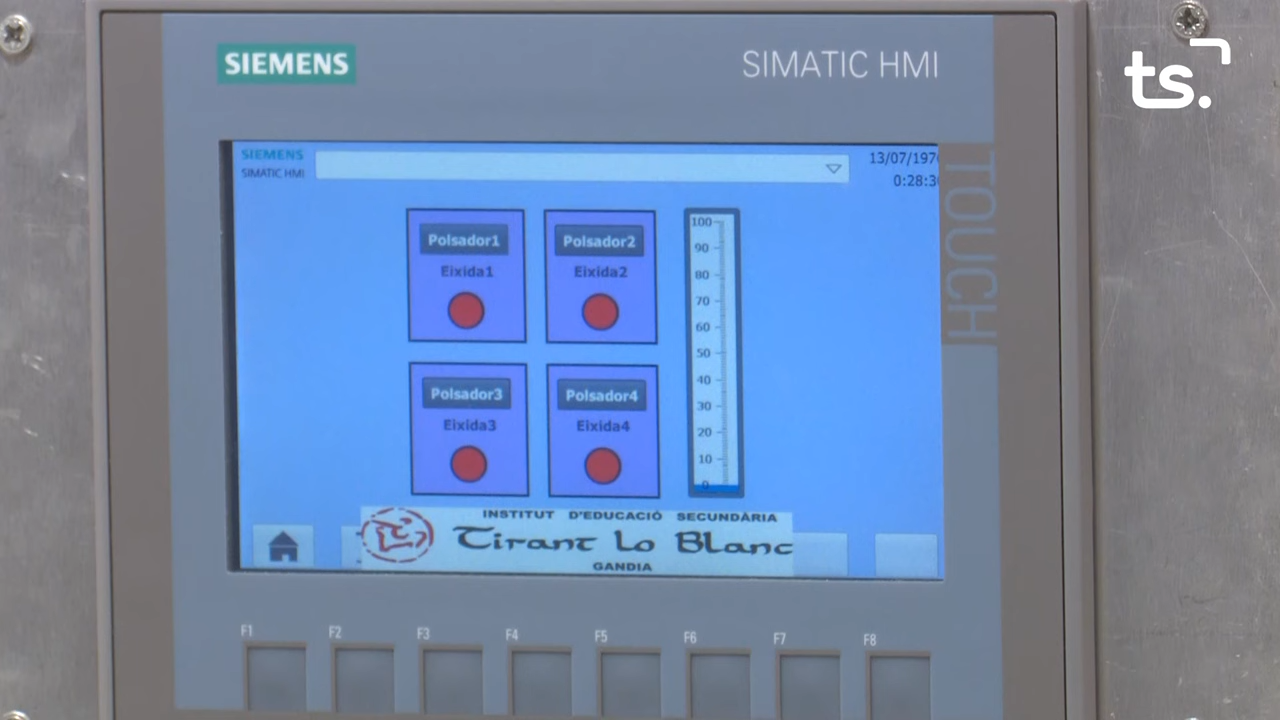 SIEMENS
SIMATIC HMI
ts.
SIEMENS
SIMATIC HMI
13/07/197
0:28:3
TOUCH
Polsador1
Eixida1
Polsador2
Eixida2
Polsador3
Eixida3
Polsador4
Eixida4
100
90
80
70
60
50
40
30
20
10
0
INSTITUT D'EDUCACIÓ SECUNDÀRIA
Tirant lo Blanc
GANDIA
F1 F2 F3 F4 F5 F6 F7 F8